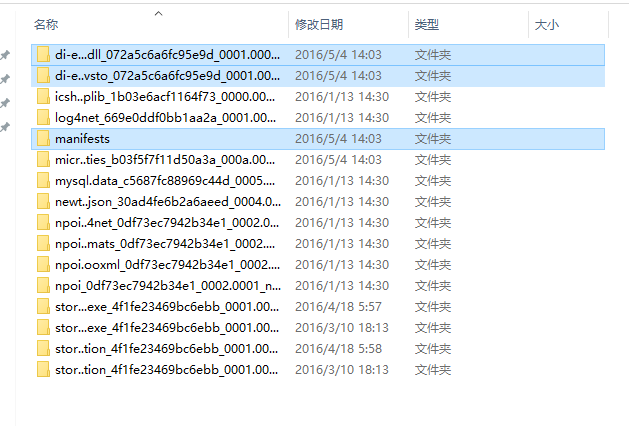 名称 修改日期 类型 大小
di-e...dll_072a5c6a6fc95e9d_0001.000... 2016/5/4 14:03 文件夹
di-e..vsto_072a5c6a6fc95e9d_0001.000... 2016/5/4 14:03 文件夹
icsh..plib_1b03e6acf1164f73_0000.00... 2016/1/13 14:30 文件夹
log4net_669e0ddf0bb1aa2a_0001.00... 2016/1/13 14:30 文件夹
manifests 2016/5/4 14:03 文件夹
micr..ties_b03f5f7f11d50a3a_000a.00... 2016/5/4 14:03 文件夹
mysql.data_c5687fc88969c44d_0005.... 2016/1/13 14:30 文件夹
newt..json_30ad4fe6b2a6aeed_0004.0... 2016/1/13 14:30 文件夹
npoi..4net_0df73ec7942b34e1_0002.0... 2016/1/13 14:30 文件夹
npoi..mats_0df73ec7942b34e1_0002.... 2016/1/13 14:30 文件夹
npoi.ooxml_0df73ec7942b34e1_0002.... 2016/1/13 14:30 文件夹
npoi_0df73ec7942b34e1_0002.0001_n... 2016/1/13 14:30 文件夹
stor...exe_4f1fe23469bc6ebb_0001.00... 2016/4/18 5:57 文件夹
stor...exe_4f1fe23469bc6ebb_0001.00... 2016/3/10 18:13 文件夹
stor..tion_4f1fe23469bc6ebb_0001.00... 2016/4/18 5:58 文件夹
stor..tion_4f1fe23469bc6ebb_0001.00... 2016/3/10 18:13 文件夹